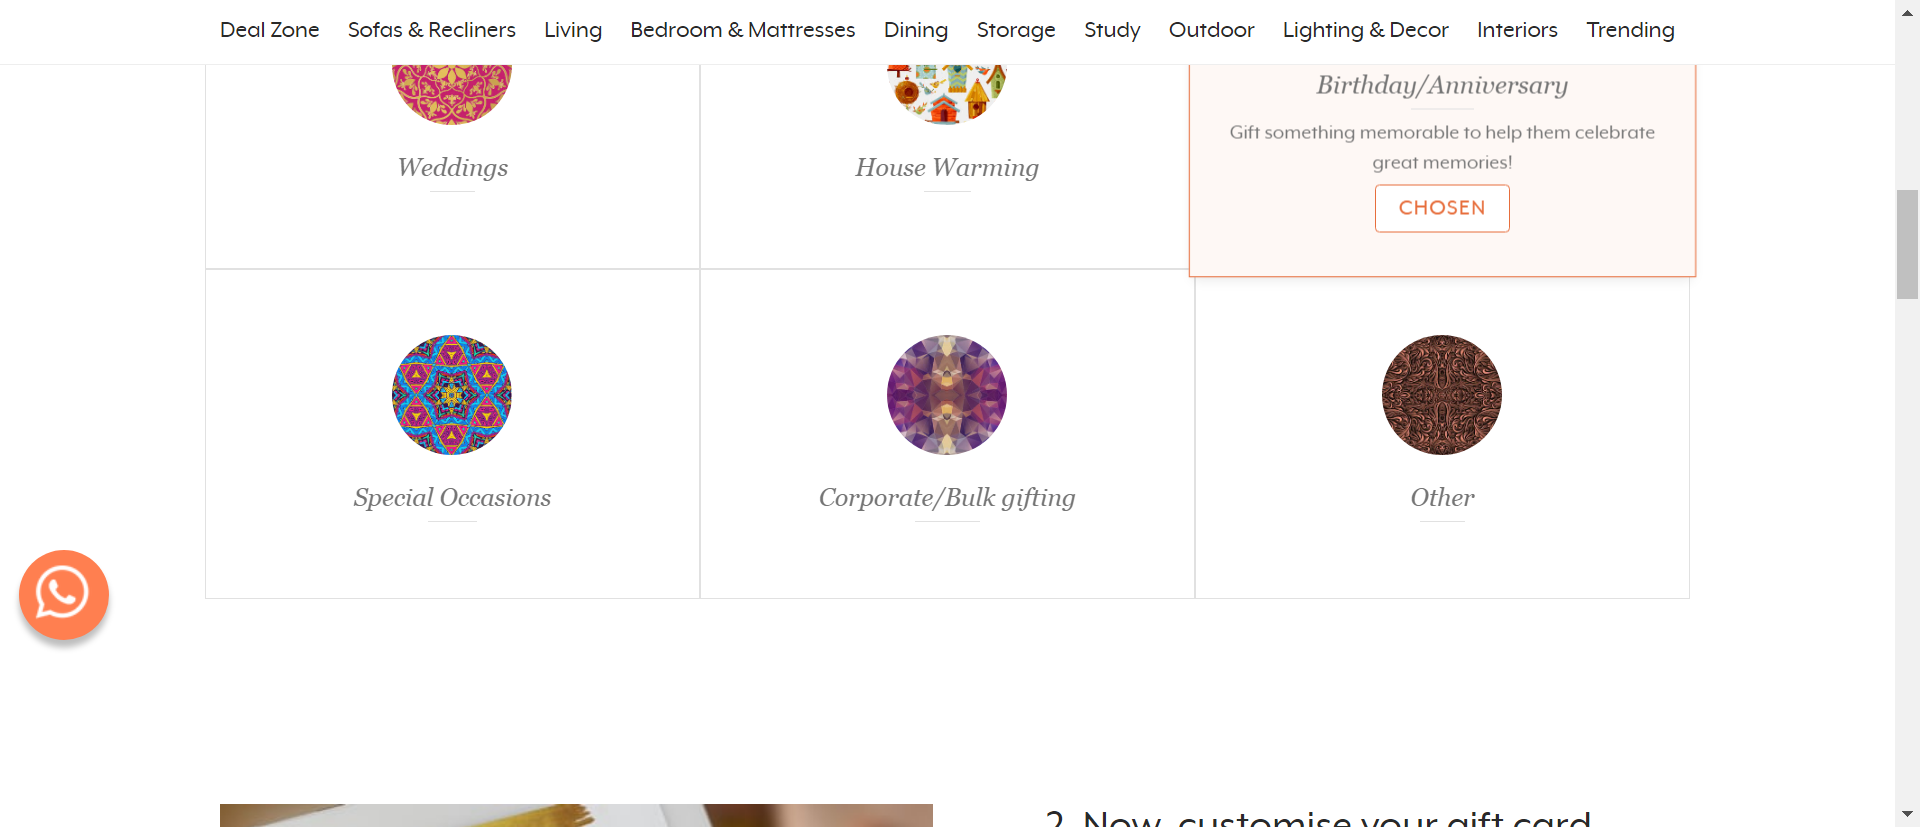 Deal Zone Sofas & Recliners Living Bedroom & Mattresses Dining Storage Study Outdoor Lighting & Decor Interiors Trending
Birthday/Anniversary
Gift something memorable to help them celebrate
great memories!
CHOSEN
Weddings
House Warming
Special Occasions
Corporate/Bulk gifting
Other
2. Now, customise your gift card